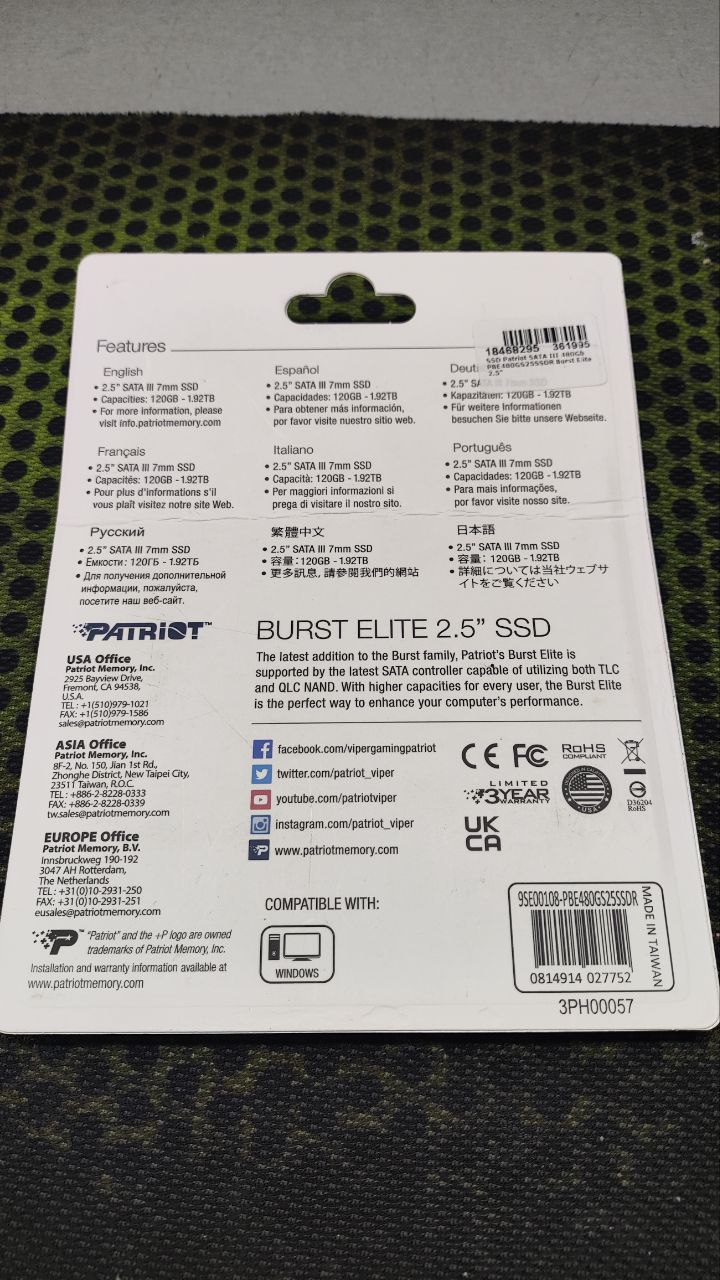 Features
18468295 361995
SSD Patriot SATA III 480Gb
PBE480GS25SSDR Burst Elite
2.5"
English
• 2.5" SATA III 7mm SSD
• Capacities: 120GB - 1.92TB
• For more information, please
visit info.patriotmemory.com
Español
• 2.5" SATA III 7mm SSD
• Capacidades: 120GB - 1.92TB
• Para obtener más información,
por favor visite nuestro sitio web.
• 2.5"
• Kapazitäten: 120GB - 1.92TB
• Für weitere Informationen
besuchen Sie bitte unsere Webseite.
Français
• 2.5" SATA III 7mm SSD
• Capacités: 120GB - 1.92TB
• Pour plus d'informations s'il
vous plaît visitez notre site Web.
Italiano
• 2.5" SATA III 7mm SSD
• Capacità: 120GB - 1.92TB
• Per maggiori informazioni si
prega di visitare il nostro sito.
Português
• 2.5" SATA III 7mm SSD
• Capacidades: 120GB - 1.92TB
• Para mais informações,
por favor visite nosso site.
Русский
• 2.5" SATA III 7mm SSD
• Емкости: 120ГБ - 1.92ТБ
• Для получения дополнительной
информации, пожалуйста,
посетите наш веб-сайт.
繁體中文
• 2.5" SATA III 7mm SSD
• 容量：120GB - 1.92TB
• 更多訊息, 請參閱我們的網站
日本語
• 2.5" SATA III 7mm SSD
• 容量： 120GB - 1.92TB
• 詳細については当社ウェブサ
イトをご覧ください
PATRIOT™
USA Office
Patriot Memory, Inc.
2925 Bayview Drive,
Fremont, CA 94538,
U.S.A.
TEL : +1(510)979-1021
FAX: +1(510)979-1586
sales@patriotmemory.com
ASIA Office
Patriot Memory, Inc.
8F-2, No. 150, Jian 1st Rd.,
Zhonghe District, New Taipei City,
23511 Taiwan, R.O.C.
TEL : +886-2-8228-0333
FAX: +886-2-8228-0339
tw.sales@patriotmemory.com
EUROPE Office
Patriot Memory, B.V.
Innsbruckweg 190-192
3047 AH Rotterdam,
The Netherlands
TEL : +31(0)10-2931-250
FAX: +31(0)10-2931-251
eusales@patriotmemory.com
P™ "Patriot" and the +P logo are owned
trademarks of Patriot Memory, Inc.
Installation and warranty information available at
www.patriotmemory.com
BURST ELITE 2.5" SSD
The latest addition to the Burst family, Patriot's Burst Elite is
supported by the latest SATA controller capable of utilizing both TLC
and QLC NAND. With higher capacities for every user, the Burst Elite
is the perfect way to enhance your computer's performance.
facebook.com/vipergamingpatriot
twitter.com/patriot_viper
youtube.com/patriotviper
instagram.com/patriot_viper
www.patriotmemory.com
CE FC RoHS
COMPLIANT
LIMITED
3YEAR
WARRANTY
USA
D36204
RoHS
UK
CA
COMPATIBLE WITH:
WINDOWS
9SE00108-PBE480GS25SSDR
0814914 027752
MADE IN TAIWAN
3PH00057